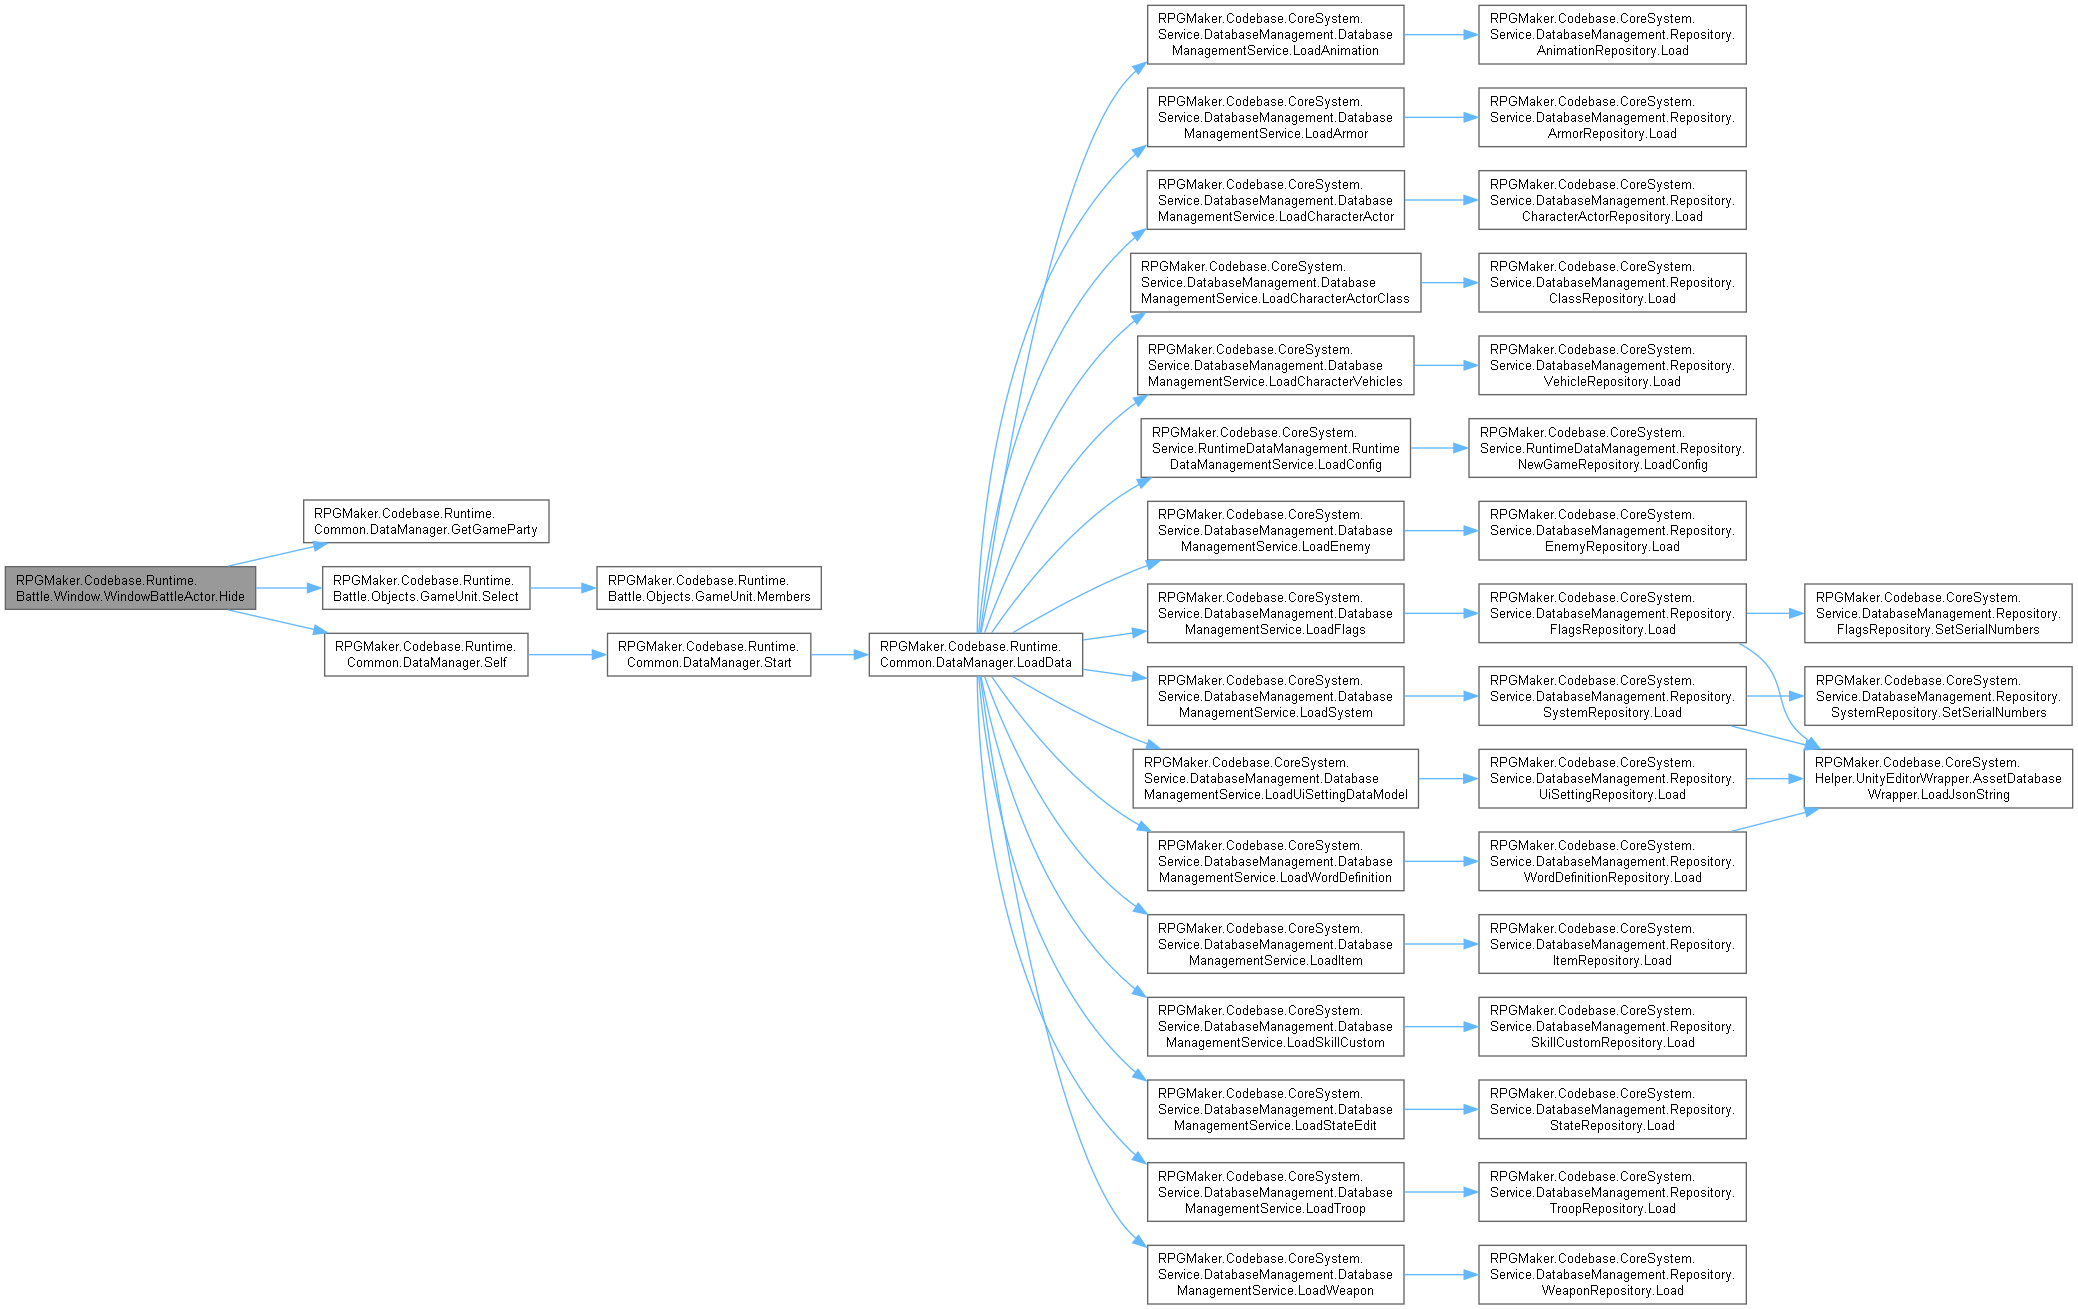 RPGMaker.Codebase.Runtime.
Battle.Window.WindowBattleActor.Hide
RPGMaker.Codebase.Runtime.
Common.DataManager.GetGameParty
RPGMaker.Codebase.Runtime.
Battle.Objects.GameUnit.Select
RPGMaker.Codebase.Runtime.
Battle.Objects.GameUnit.Members
RPGMaker.Codebase.Runtime.
Common.DataManager.Self
RPGMaker.Codebase.Runtime.
Common.DataManager.Start
RPGMaker.Codebase.Runtime.
Common.DataManager.LoadData
RPGMaker.Codebase.CoreSystem.
Service.DatabaseManagement.Database
ManagementService.LoadAnimation
RPGMaker.Codebase.CoreSystem.
Service.DatabaseManagement.Repository.
AnimationRepository.Load
RPGMaker.Codebase.CoreSystem.
Service.DatabaseManagement.Database
ManagementService.LoadArmor
RPGMaker.Codebase.CoreSystem.
Service.DatabaseManagement.Repository.
ArmorRepository.Load
RPGMaker.Codebase.CoreSystem.
Service.DatabaseManagement.Database
ManagementService.LoadCharacterActor
RPGMaker.Codebase.CoreSystem.
Service.DatabaseManagement.Repository.
CharacterActorRepository.Load
RPGMaker.Codebase.CoreSystem.
Service.DatabaseManagement.Database
ManagementService.LoadCharacterActorClass
RPGMaker.Codebase.CoreSystem.
Service.DatabaseManagement.Repository.
ClassRepository.Load
RPGMaker.Codebase.CoreSystem.
Service.DatabaseManagement.Database
ManagementService.LoadCharacterVehicles
RPGMaker.Codebase.CoreSystem.
Service.DatabaseManagement.Repository.
VehicleRepository.Load
RPGMaker.Codebase.CoreSystem.
Service.RuntimeDataManagement.Runtime
DataManagementService.LoadConfig
RPGMaker.Codebase.CoreSystem.
Service.RuntimeDataManagement.Repository.
NewGameRepository.LoadConfig
RPGMaker.Codebase.CoreSystem.
Service.DatabaseManagement.Database
ManagementService.LoadEnemy
RPGMaker.Codebase.CoreSystem.
Service.DatabaseManagement.Repository.
EnemyRepository.Load
RPGMaker.Codebase.CoreSystem.
Service.DatabaseManagement.Database
ManagementService.LoadFlags
RPGMaker.Codebase.CoreSystem.
Service.DatabaseManagement.Repository.
FlagsRepository.Load
RPGMaker.Codebase.CoreSystem.
Service.DatabaseManagement.Repository.
FlagsRepository.SetSerialNumbers
RPGMaker.Codebase.CoreSystem.
Service.DatabaseManagement.Database
ManagementService.LoadSystem
RPGMaker.Codebase.CoreSystem.
Service.DatabaseManagement.Repository.
SystemRepository.Load
RPGMaker.Codebase.CoreSystem.
Service.DatabaseManagement.Repository.
SystemRepository.SetSerialNumbers
RPGMaker.Codebase.CoreSystem.
Service.DatabaseManagement.Database
ManagementService.LoadUiSettingDataModel
RPGMaker.Codebase.CoreSystem.
Service.DatabaseManagement.Repository.
UiSettingRepository.Load
RPGMaker.Codebase.CoreSystem.
Helper.UnityEditorWrapper.AssetDatabase
Wrapper.LoadJsonString
RPGMaker.Codebase.CoreSystem.
Service.DatabaseManagement.Database
ManagementService.LoadWordDefinition
RPGMaker.Codebase.CoreSystem.
Service.DatabaseManagement.Repository.
WordDefinitionRepository.Load
RPGMaker.Codebase.CoreSystem.
Service.DatabaseManagement.Database
ManagementService.LoadItem
RPGMaker.Codebase.CoreSystem.
Service.DatabaseManagement.Repository.
ItemRepository.Load
RPGMaker.Codebase.CoreSystem.
Service.DatabaseManagement.Database
ManagementService.LoadSkillCustom
RPGMaker.Codebase.CoreSystem.
Service.DatabaseManagement.Repository.
SkillCustomRepository.Load
RPGMaker.Codebase.CoreSystem.
Service.DatabaseManagement.Database
ManagementService.LoadStateEdit
RPGMaker.Codebase.CoreSystem.
Service.DatabaseManagement.Repository.
StateRepository.Load
RPGMaker.Codebase.CoreSystem.
Service.DatabaseManagement.Database
ManagementService.LoadTroop
RPGMaker.Codebase.CoreSystem.
Service.DatabaseManagement.Repository.
TroopRepository.Load
RPGMaker.Codebase.CoreSystem.
Service.DatabaseManagement.Database
ManagementService.LoadWeapon
RPGMaker.Codebase.CoreSystem.
Service.DatabaseManagement.Repository.
WeaponRepository.Load